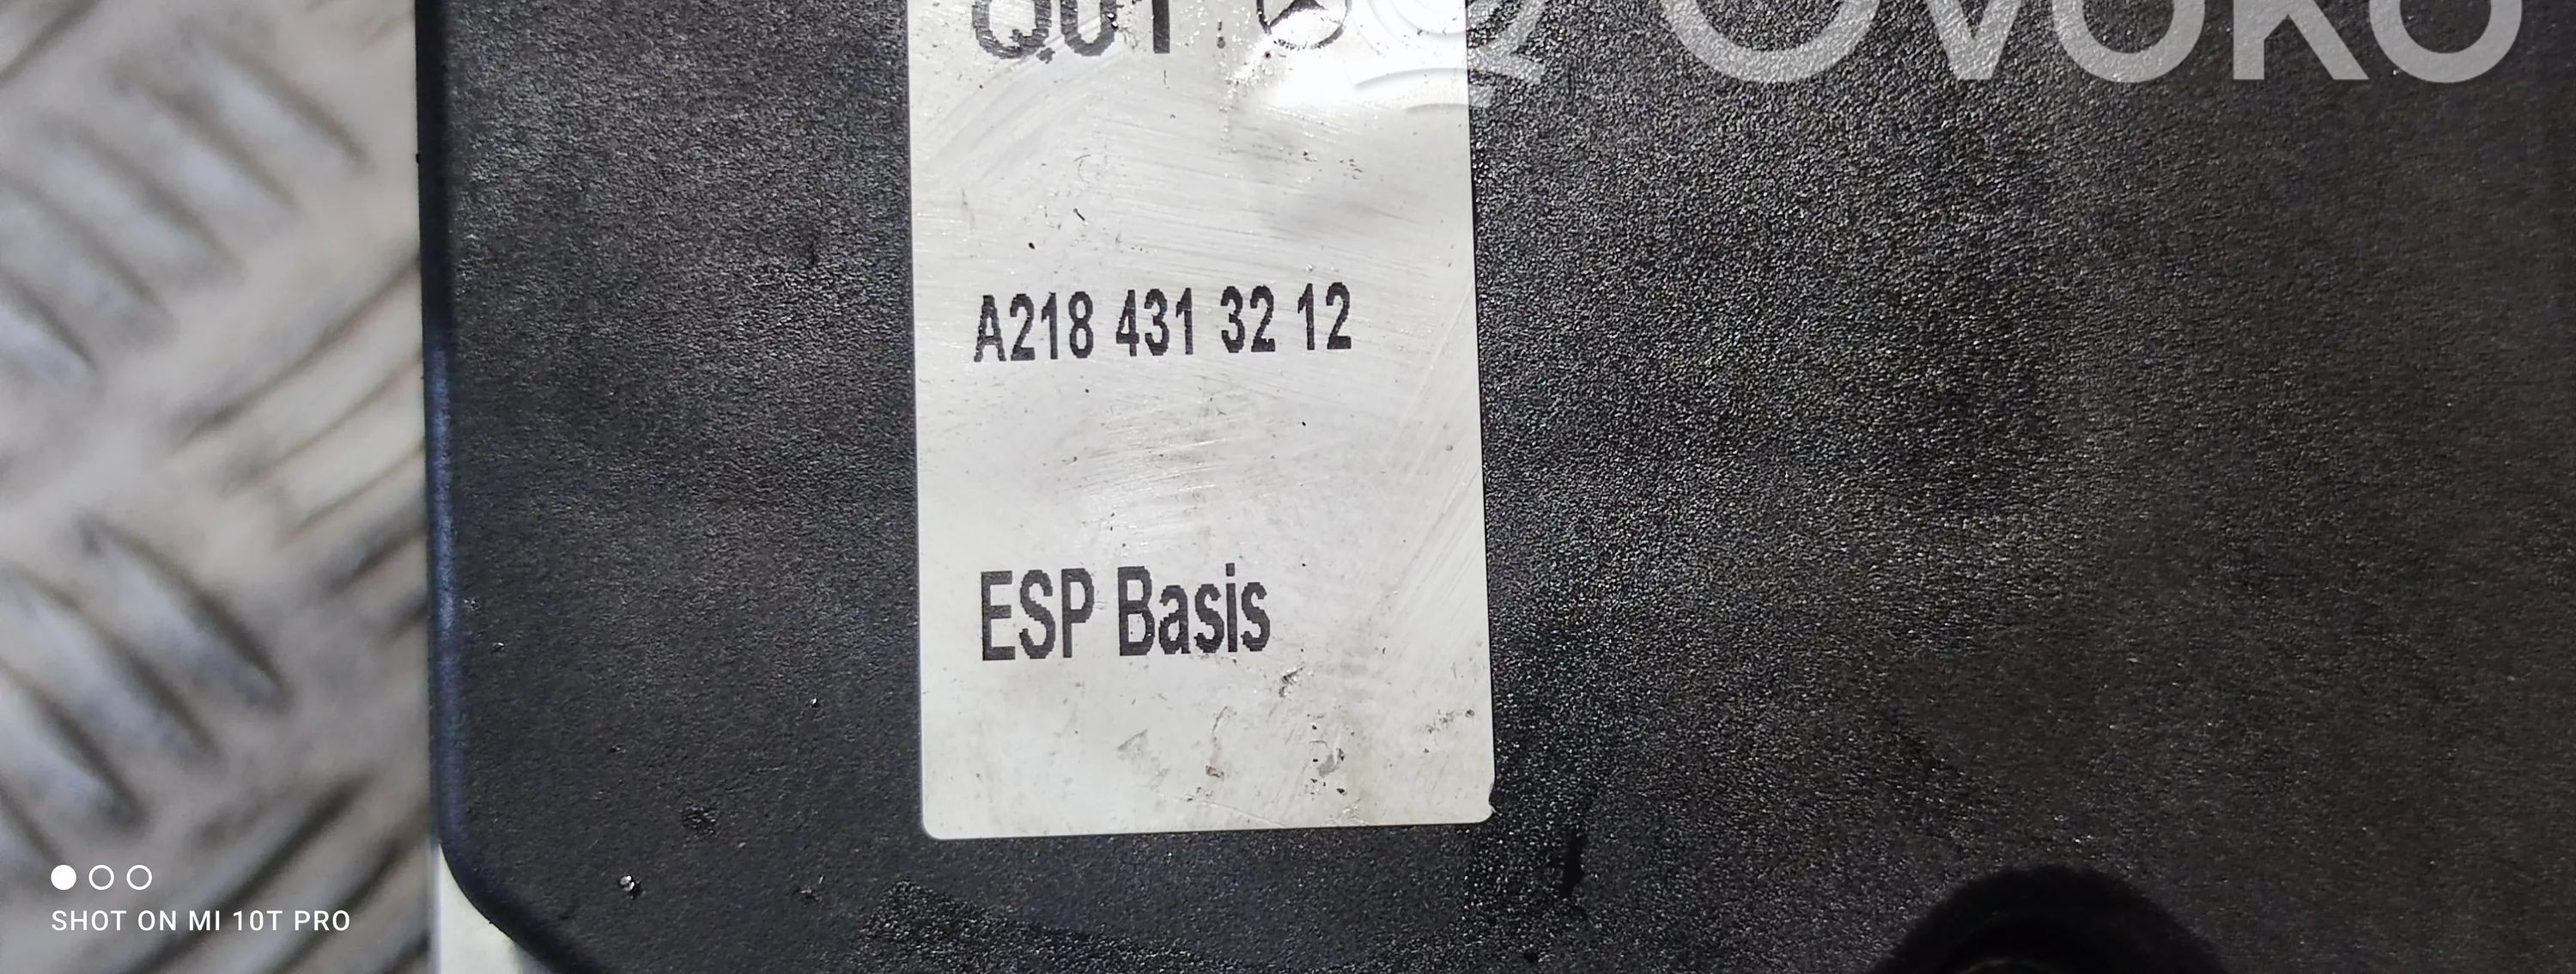 Q01
OVOKO
A218 431 32 12
ESP Basis
SHOT ON MI 10T PRO